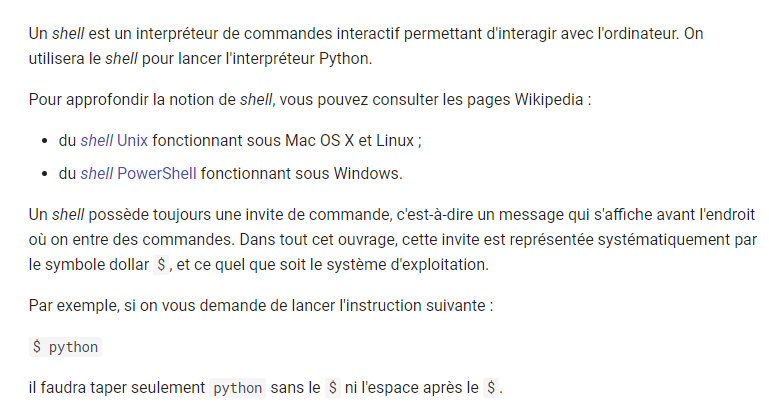 Un shell est un interpréteur de commandes interactif permettant d'interagir avec l'ordinateur. On
utilisera le shell pour lancer l'interpréteur Python.
Pour approfondir la notion de shell, vous pouvez consulter les pages Wikipedia :
• du shell Unix fonctionnant sous Mac OS X et Linux ;
• du shell PowerShell fonctionnant sous Windows.
Un shell possède toujours une invite de commande, c'est-à-dire un message qui s'affiche avant l'endroit
où on entre des commandes. Dans tout cet ouvrage, cette invite est représentée systématiquement par
le symbole dollar $, et ce quel que soit le système d'exploitation.
Par exemple, si on vous demande de lancer l'instruction suivante :
$ python
il faudra taper seulement python sans le $ ni l'espace après le $.